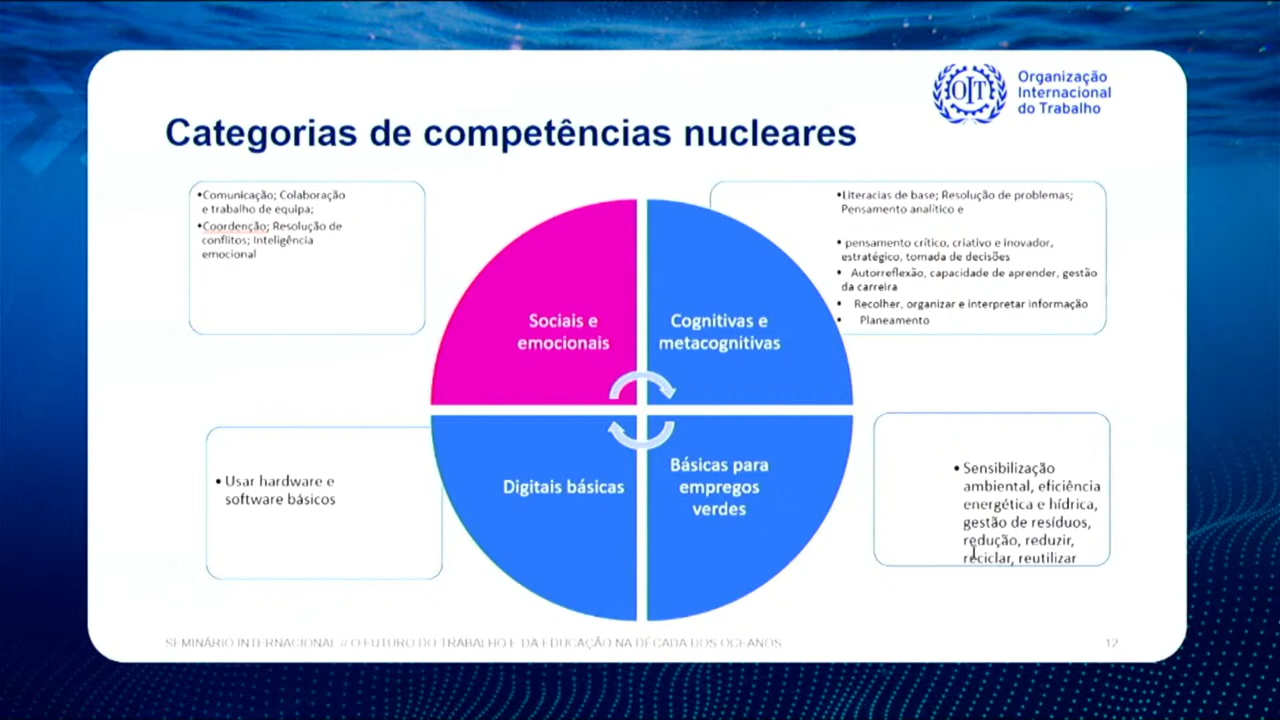 OIT
Organização
Internacional
do Trabalho
Categorias de competências nucleares
•Comunicação; Colaboração
e trabalho de equipa;
•Coordenção; Resolução de
conflitos; Inteligência
emocional
•Literacias de base; Resolução de problemas;
Pensamento analítico e
• pensamento crítico, criativo e inovador,
estratégico, tomada de decisões
• Autorreflexão, capacidade de aprender, gestão
da carreira
• Recolher, organizar e interpretar informação
• Planeamento
Sociais e
emocionais
Cognitivas e
metacognitivas
Digitais básicas
Básicas para
empregos
verdes
• Usar hardware e
software básicos
• Sensibilização
ambiental, eficiência
energética e hídrica,
gestão de resíduos,
redução, reduzir,
reciclar, reutilizar
SEMINÁRIO INTERNACIONAL // O FUTURO DO TRABALHO E DA EDUCAÇÃO NA DÉCADA DOS OCEANOS
12